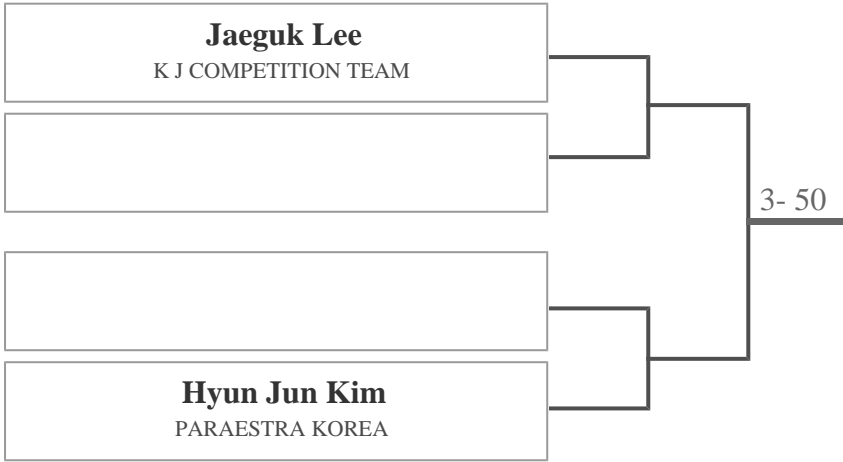 Jaeguk Lee
K J COMPETITION TEAM
3- 50
Hyun Jun Kim
PARAESTRA KOREA